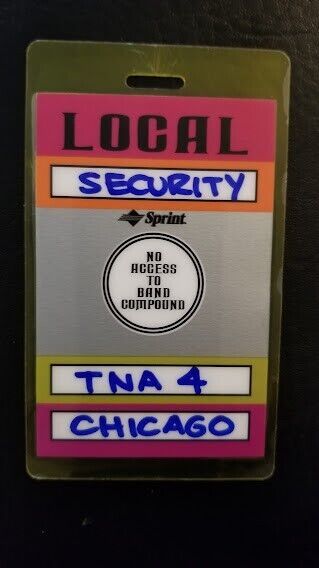 LOCAL
SECURITY
Sprint
NO
ACCESS
TO
BAND
COMPOUND
TNA 4
CHICAGO